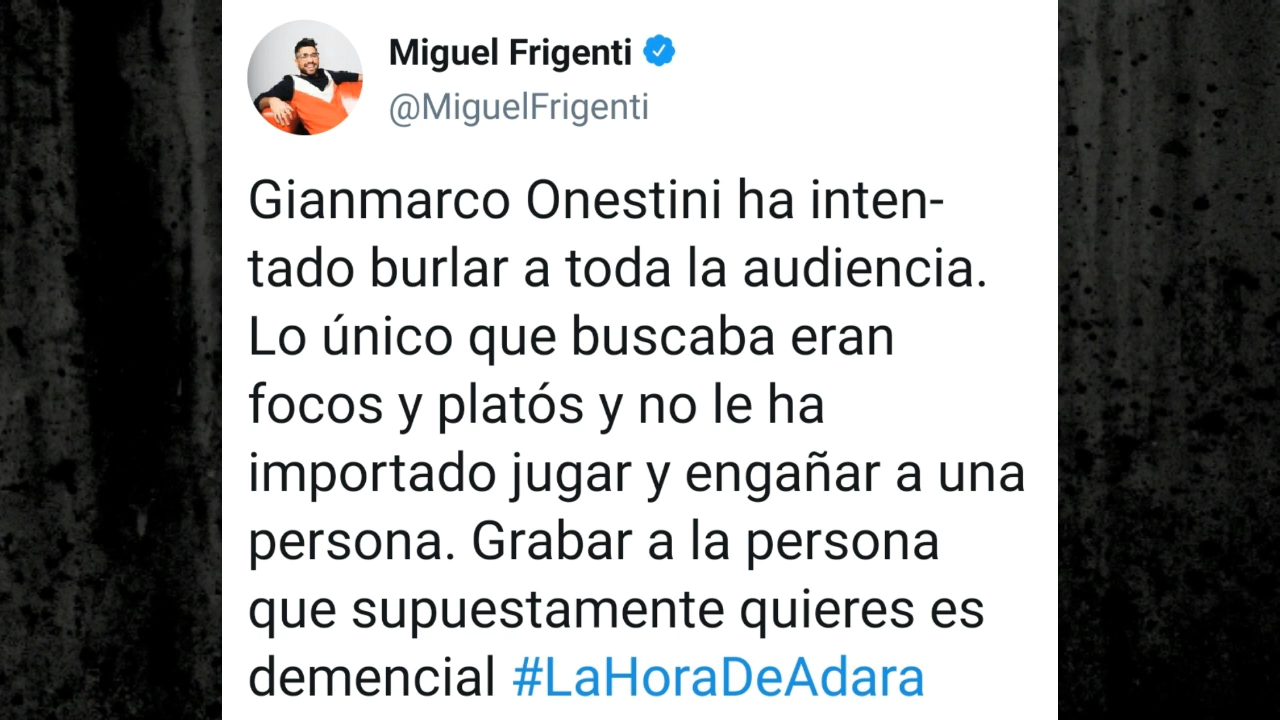 Miguel Frigenti
@MiguelFrigenti
Gianmarco Onestini ha inten-
tado burlar a toda la audiencia.
Lo único que buscaba eran
focos y platós y no le ha
importado jugar y engañar a una
persona. Grabar a la persona
que supuestamente quieres es
demencial #LaHoraDeAdara